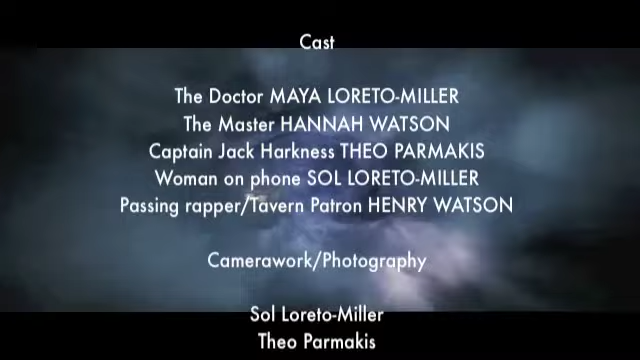 Cast
The Doctor MAYA LORETO-MILLER
The Master HANNAH WATSON
Captain Jack Harkness THEO PARMAKIS
Woman on phone SOL LORETO-MILLER
Passing rapper/Tavern Patron HENRY WATSON
Camerawork/Photography
Sol Loreto-Miller
Theo Parmakis